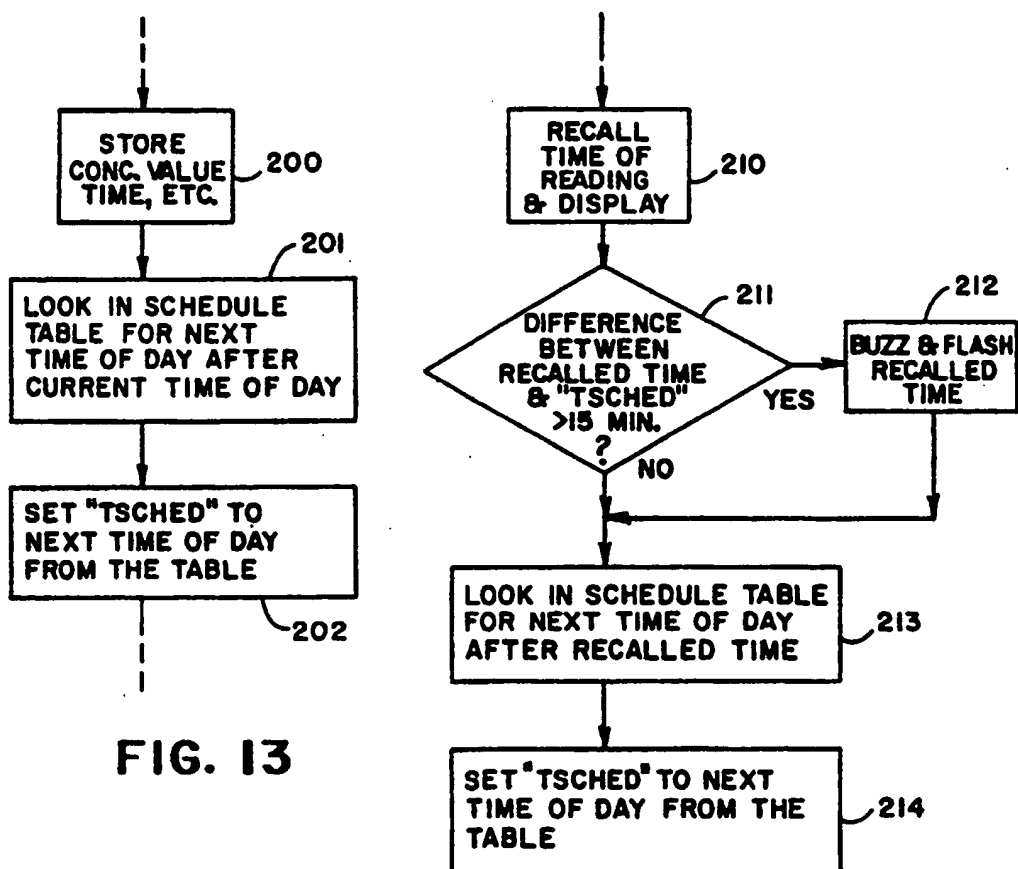 STORE
CONC. VALUE
TIME, ETC.
200
201
LOOK IN SCHEDULE
TABLE FOR NEXT
TIME OF DAY AFTER
CURRENT TIME OF DAY
SET "TSCHED" TO
NEXT TIME OF DAY
FROM THE TABLE
202
FIG. 13
RECALL
TIME OF
READING
& DISPLAY
210
211
DIFFERENCE
BETWEEN
RECALLED TIME
& "TSCHED"
>15 MIN.
?
YES
NO
212
BUZZ & FLASH
RECALLED
TIME
LOOK IN SCHEDULE TABLE
FOR NEXT TIME OF DAY
AFTER RECALLED TIME
213
SET "TSCHED" TO NEXT
TIME OF DAY FROM THE
TABLE
214